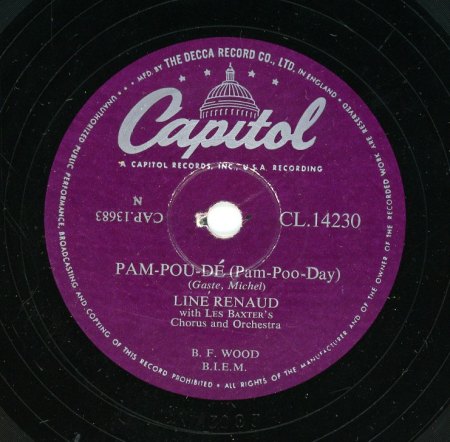 MFD. BY THE DECCA RECORD CO., LTD. IN ENGLAND •
ALL RIGHTS OF THE MANUFACTURER AND OF THE OWNER OF THE RECORDED WORK ARE RESERVED •
UNAUTHORIZED PUBLIC PERFORMANCE, BROADCASTING AND COPYING OF THIS RECORD PROHIBITED •
Capitol
A CAPITOL RECORDS, INC., U.S.A. RECORDING
CAP.13683
N
CL.14230
PAM-POU-DÉ (Pam-Poo-Day)
(Gaste, Michel)
LINE RENAUD
with LES BAXTER'S
Chorus and Orchestra
B. F. WOOD
B.I.E.M.